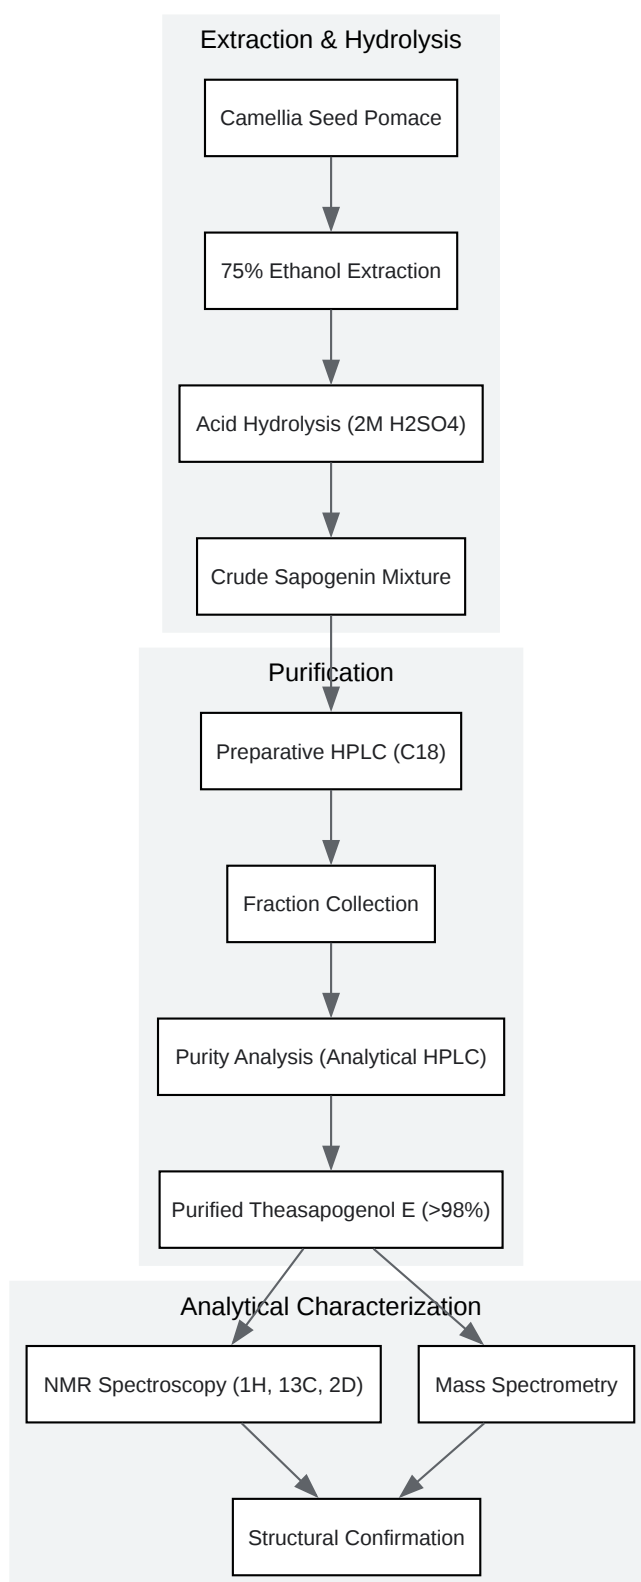 Extraction & Hydrolysis
Camellia Seed Pomace
75% Ethanol Extraction
Acid Hydrolysis (2M H2SO4)
Crude Sapogenin Mixture
Purification
Preparative HPLC (C18)
Fraction Collection
Purity Analysis (Analytical HPLC)
Purified Theasapogenol E (>98%)
Analytical Characterization
NMR Spectroscopy (1H, 13C, 2D)
Mass Spectrometry
Structural Confirmation